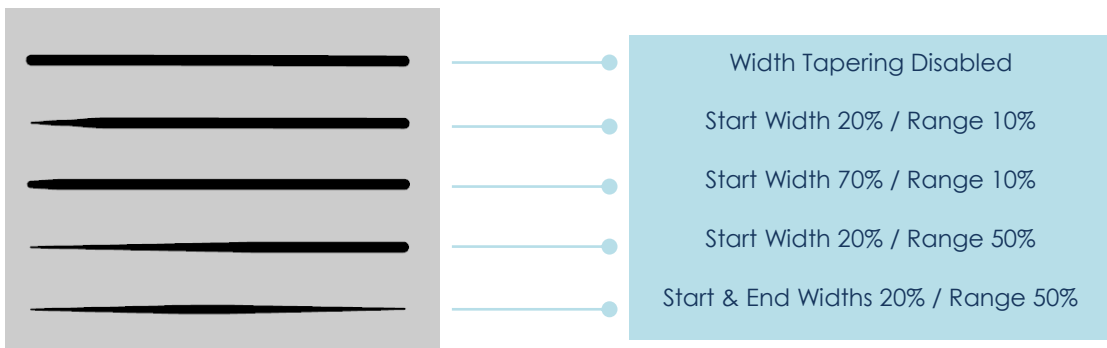 Width Tapering Disabled
Start Width 20% / Range 10%
Start Width 70% / Range 10%
Start Width 20% / Range 50%
Start & End Widths 20% / Range 50%